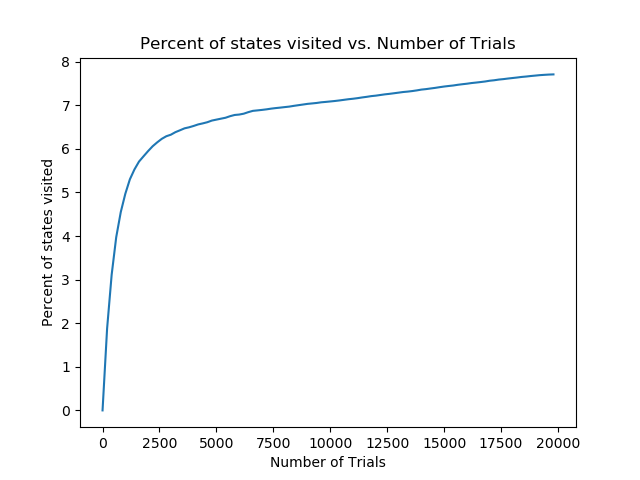 Percent of states visited vs. Number of Trials
8
7
6
5
4
3
2
1
0
Percent of states visited
0 2500 5000 7500 10000 12500 15000 17500 20000
Number of Trials